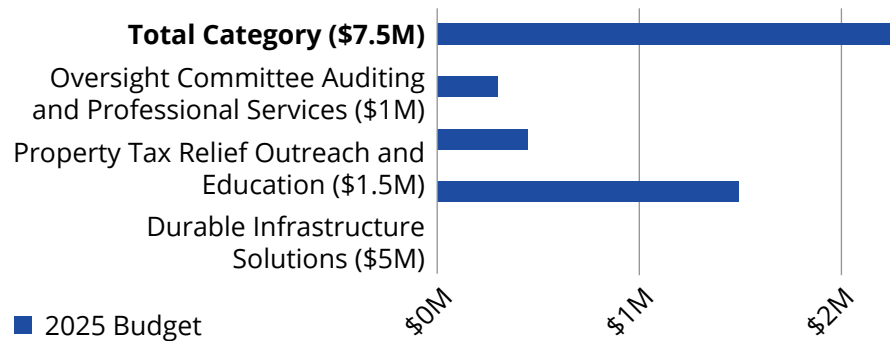 Total Category ($7.5M)
Oversight Committee Auditing
and Professional Services ($1M)
Property Tax Relief Outreach and
Education ($1.5M)
Durable Infrastructure
Solutions ($5M)
$0M
$1M
$2M
2025 Budget